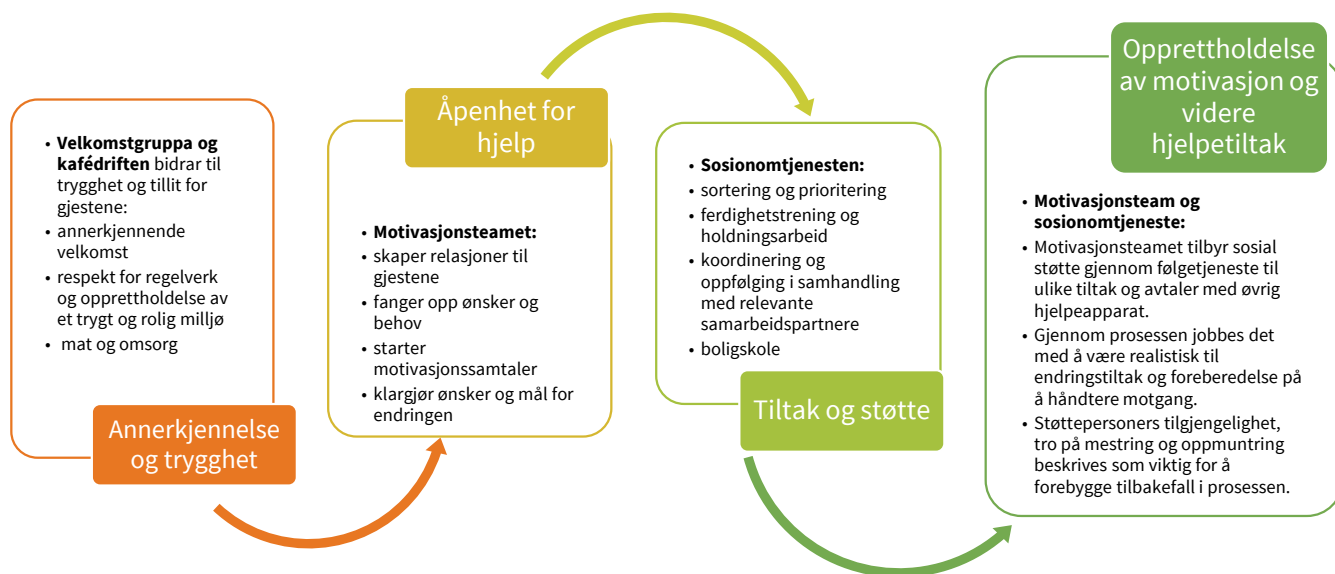 • Velkomstgruppa og
kafédriften bidrar til
trygghet og tillit for
gjestene:
• annerkjennende
velkomst
• respekt for regelverk
og opprettholdelse av
et trygt og rolig milljø
• mat og omsorg
Annerkjennelse
og trygghet
Åpenhet for
hjelp
• Motivasjonsteamet:
• skaper relasjoner til
gjestene
• fanger opp ønsker og
behov
• starter
motivasjonssamtaler
• klargjør ønsker og mål for
endringen
• Sosionomtjenesten:
• sortering og prioritering
• ferdighetstrening og
holdningsarbeid
• koordinering og
oppfølging i samhandling
med relevante
samarbeidspartnere
• boligskole
Tiltak og støtte
Opprettholdelse
av motivasjon og
videre
hjelpetiltak
• Motivasjonsteam og
sosionomtjeneste:
• Motivasjonsteamet tilbyr sosial
støtte gjennom følgetjeneste til
ulike tiltak og avtaler med øvrig
hjelpeapparat.
• Gjennom prosessen jobbes det
med å være realistisk til
endringstiltak og foreberedelse på
å håndtere motgang.
• Støttepersoners tilgjengelighet,
tro på mestring og oppmuntring
beskrives som viktig for å
forebygge tilbakefall i prosessen.